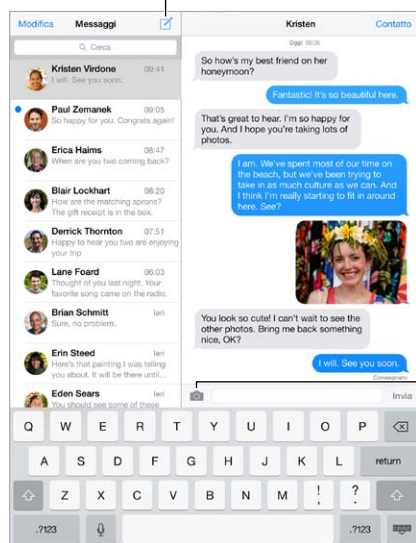 Modifica
Messaggi
Cerca
Kristen Virdone 09:41
I will. See you soon.
Paul Zemanek 09:05
So happy for you. Congrats again!
Erica Haims 08:47
When are you two coming back?
Blair Lockhart 08:20
How are the matching aprons?
The gift receipt is in the box.
Derrick Thornton 07:51
Happy to hear you two are enjoying
your trip
Lane Foard 06:03
Thought of you last night. Your
favorite song came on the radio.
Brian Schmitt Ieri
Sure, no problem.
Erin Steed Ieri
Here's that painting I was telling
you about. It will be there until...
Eden Sears Ieri
You should see some of these
Kristen
Contatto
Oggi 09:38
So how's my best friend on her
honeymoon?
Fantastic! It's so beautiful here.
That's great to hear. I'm so happy for
you. And I hope you're taking lots of
photos.
I am. We've spent most of our time on
the beach, but we've been trying to
take in as much culture as we can. And
I think I'm really starting to fit in around
here. See?
You look so cute! I can't wait to see the
other photos. Bring me back something
nice, OK?
I will. See you soon.
Consegnato
Invia
Q W E R T Y U I O P
A S D F G H J K L return
Z X C V B N M ! , ? .
.?123 .?123